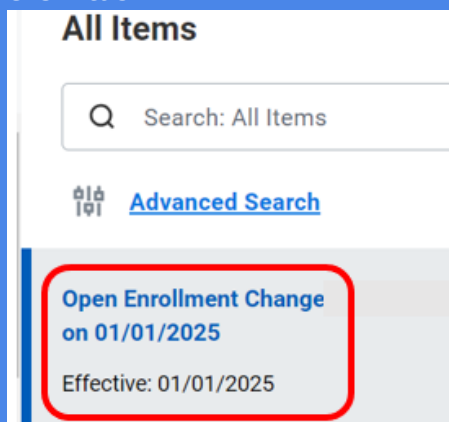 All Items
Search: All Items
Advanced Search
Open Enrollment Change
on 01/01/2025
Effective: 01/01/2025